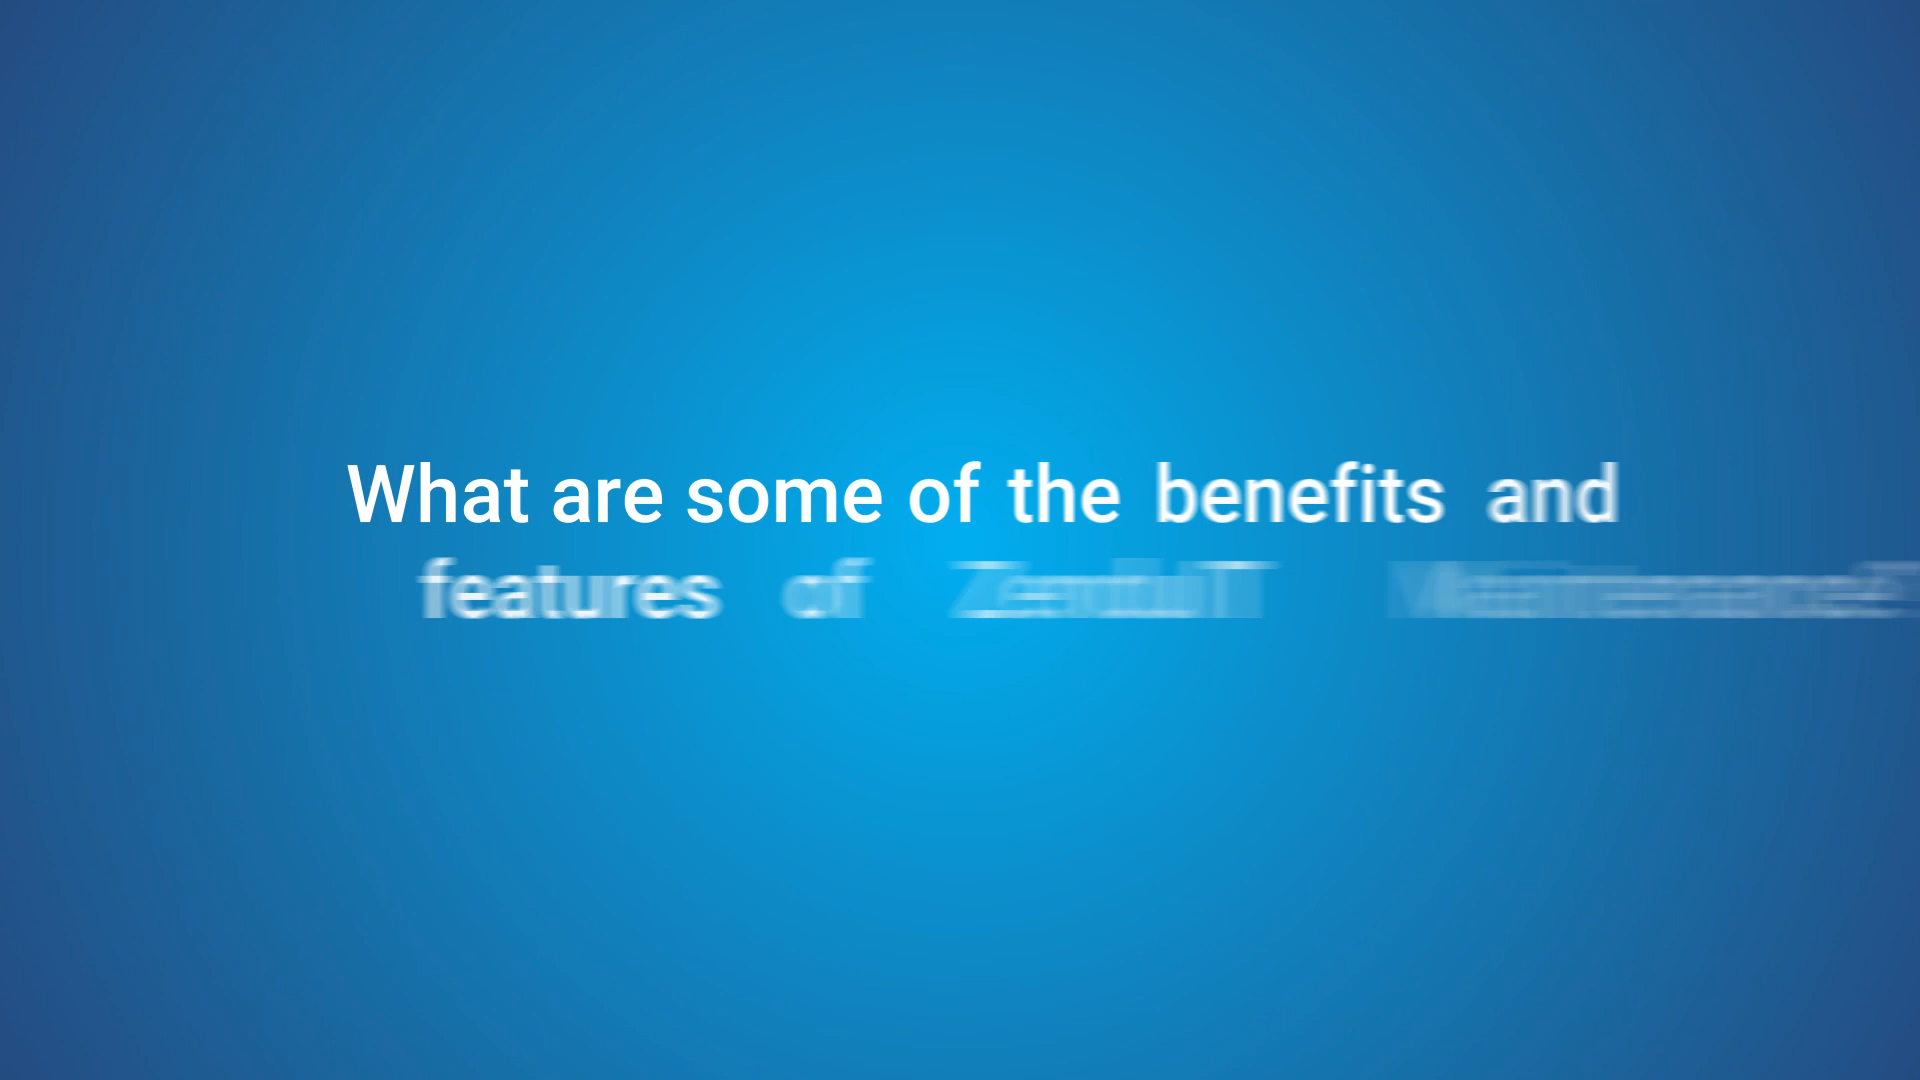 What are some of the benefits and
features of